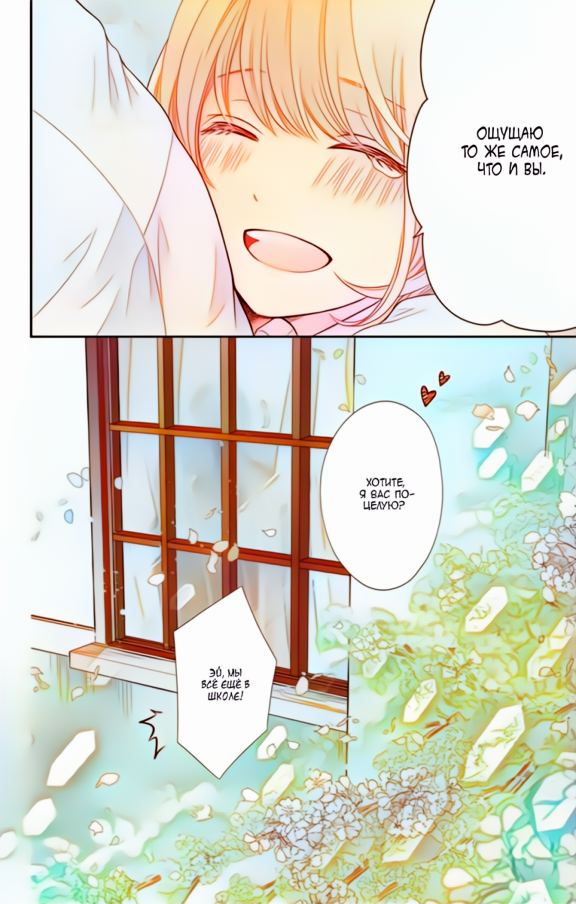 ОЩУЩАЮ
ТО ЖЕ САМОЕ,
ЧТО И ВЫ.
ХОТИТЕ,
Я ВАС ПО-
ЦЕЛУЮ?
ЭЙ, МЫ
ВСЁ ЕЩЁ В
ШКОЛЕ!